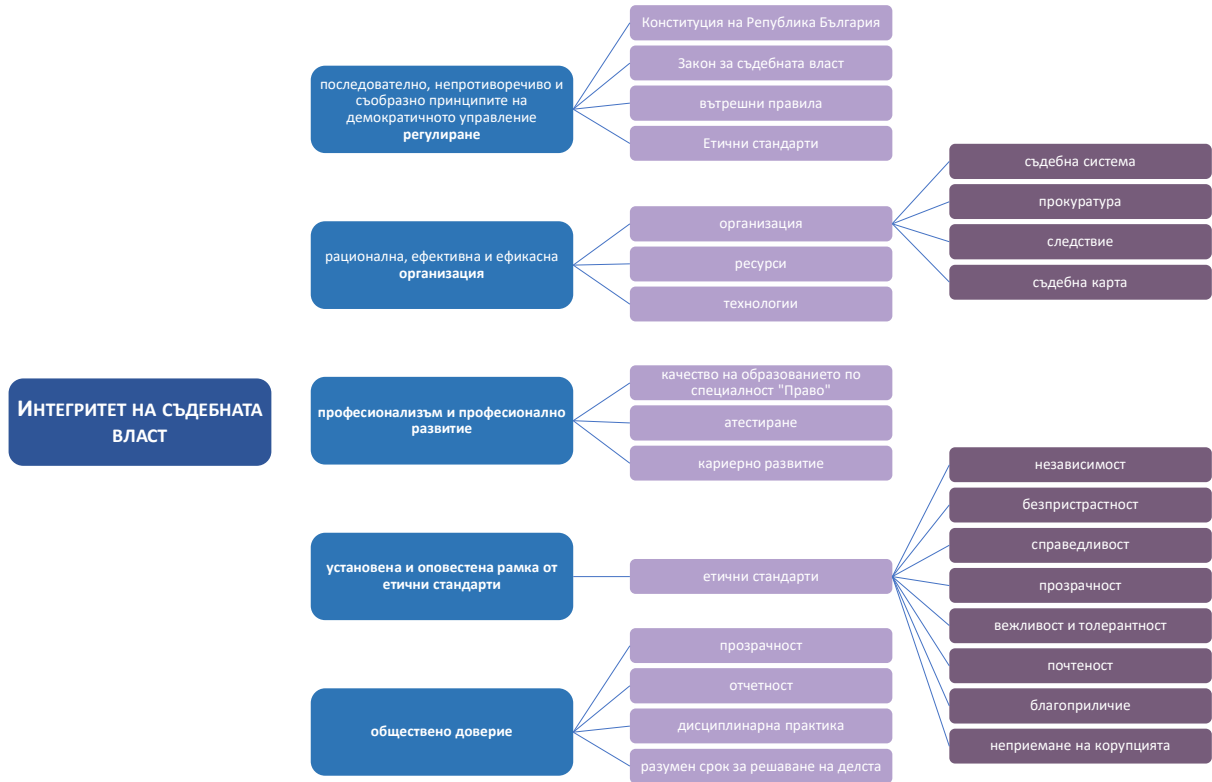 ИНТЕГРИТЕТ НА СЪДЕБНАТА
ВЛАСТ
последователно, непротиворечиво и
съобразно принципите на
демократичното управление
регулиране
Конституция на Република България
Закон за съдебната власт
вътрешни правила
Етични стандарти
рационална, ефективна и ефикасна
организация
организация
съдебна система
прокуратура
следствие
съдебна карта
ресурси
технологии
професионализъм и професионално
развитие
качество на образованието по
специалност "Право"
атестиране
кариерно развитие
установена и оповестена рамка от
етични стандарти
етични стандарти
независимост
безпристрастност
справедливост
прозрачност
вежливост и толерантност
почтеност
благоприличие
неприемане на корупцията
обществено доверие
прозрачност
отчетност
дисциплинарна практика
разумен срок за решаване на делста